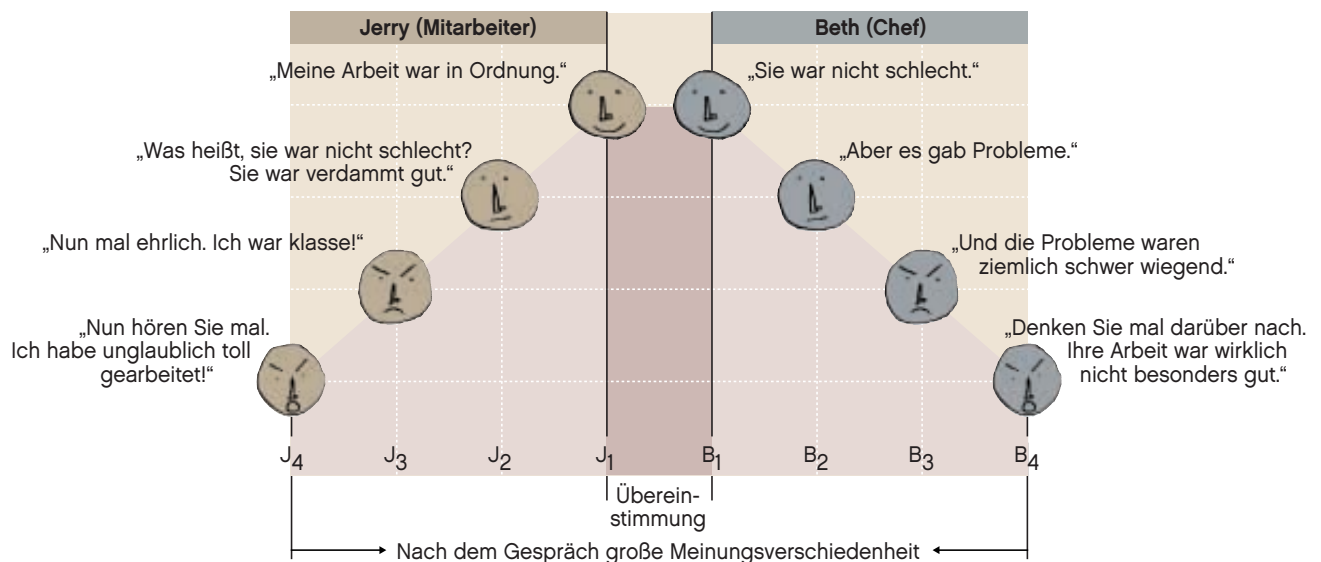 Jerry (Mitarbeiter)
Beth (Chef)
„Meine Arbeit war in Ordnung.“
„Sie war nicht schlecht.“
„Was heißt, sie war nicht schlecht?
Sie war verdammt gut.“
„Aber es gab Probleme.“
„Nun mal ehrlich. Ich war klasse!“
„Und die Probleme waren
ziemlich schwer wiegend.“
„Nun hören Sie mal.
Ich habe unglaublich toll
gearbeitet!“
„Denken Sie mal darüber nach.
Ihre Arbeit war wirklich
nicht besonders gut.“
J4 J3 J2 J1 B1 B2 B3 B4
Überein-
stimmung
Nach dem Gespräch große Meinungsverschiedenheit